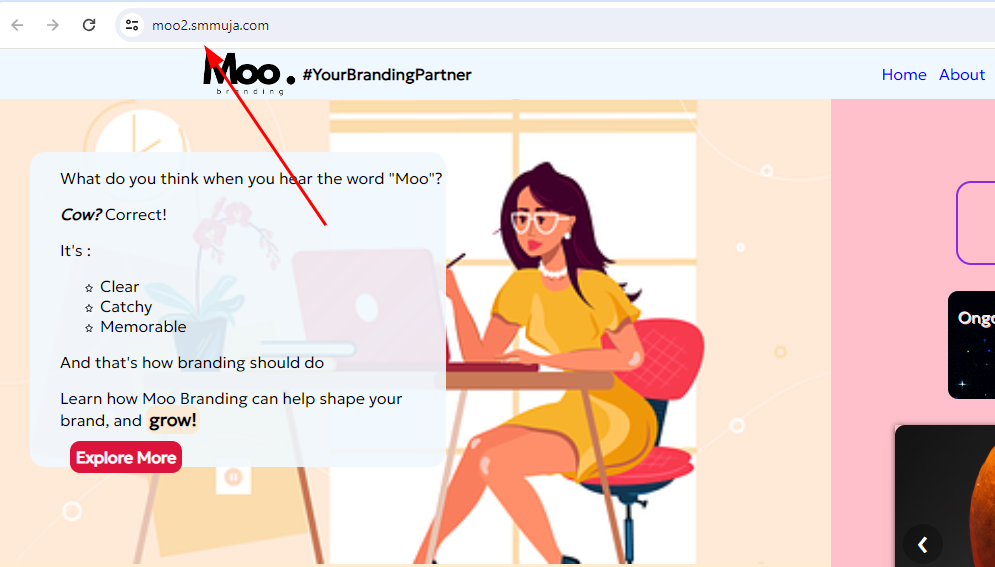 moo2.smmuja.com
Moo.
branding
#YourBrandingPartner
Home About
What do you think when you hear the word "Moo"?
Cow? Correct!
It's :
☆ Clear
☆ Catchy
☆ Memorable
And that's how branding should do
Learn how Moo Branding can help shape your
brand, and grow!
Explore More